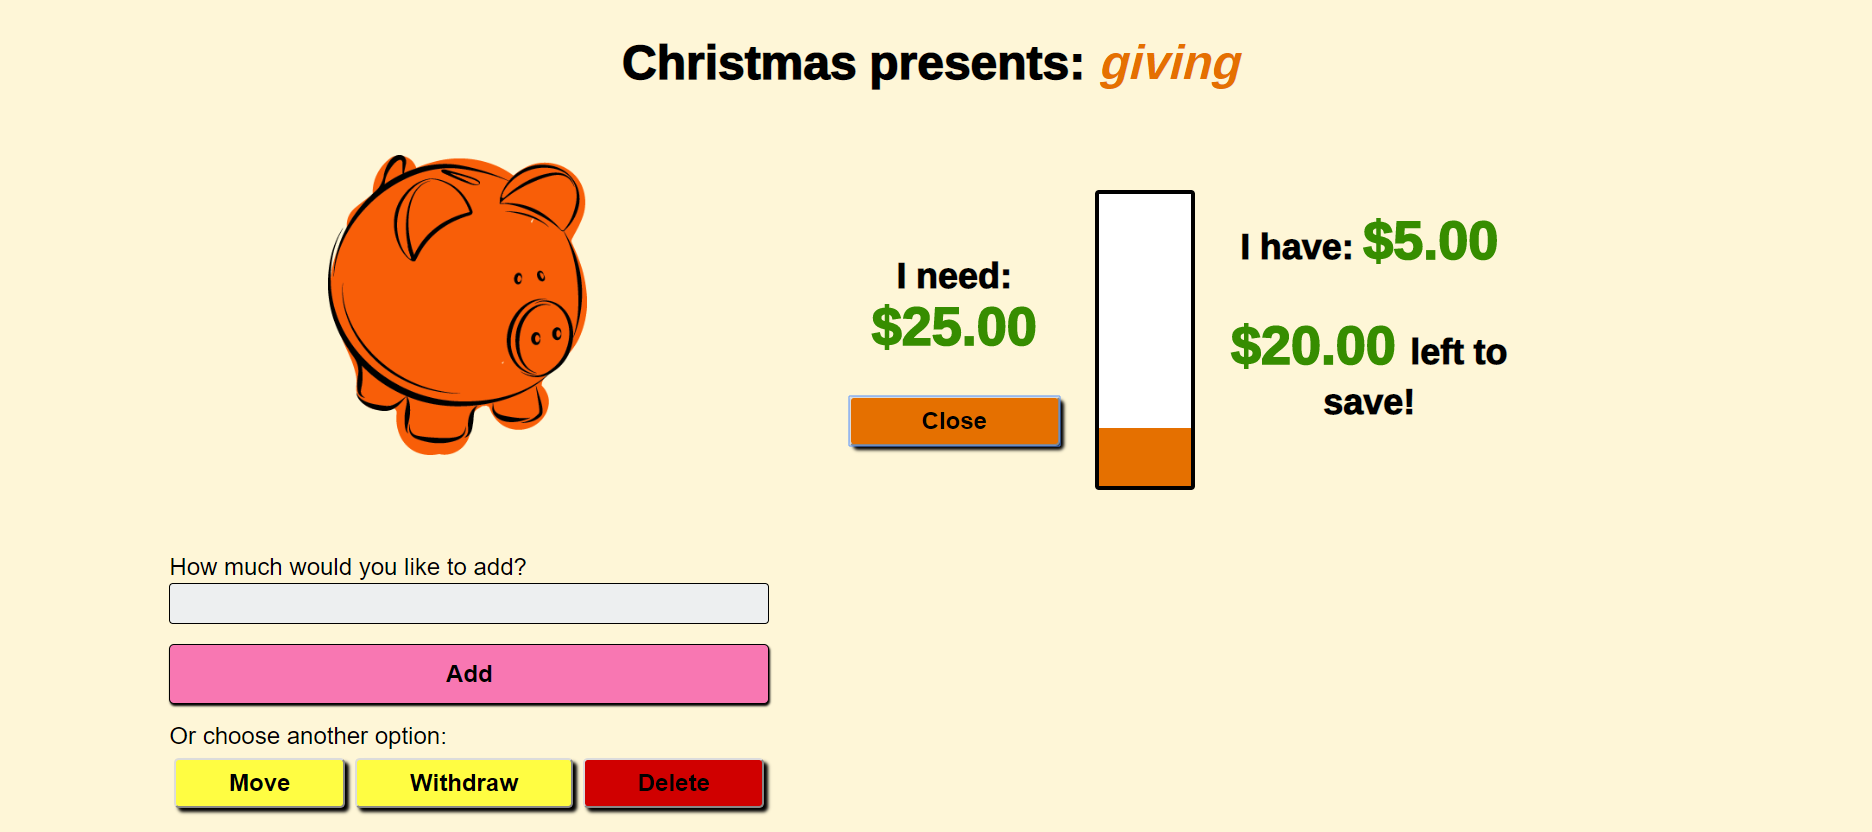 Christmas presents: giving
I need:
$25.00
Close
I have: $5.00
$20.00 left to
save!
How much would you like to add?
Add
Or choose another option:
Move Withdraw Delete